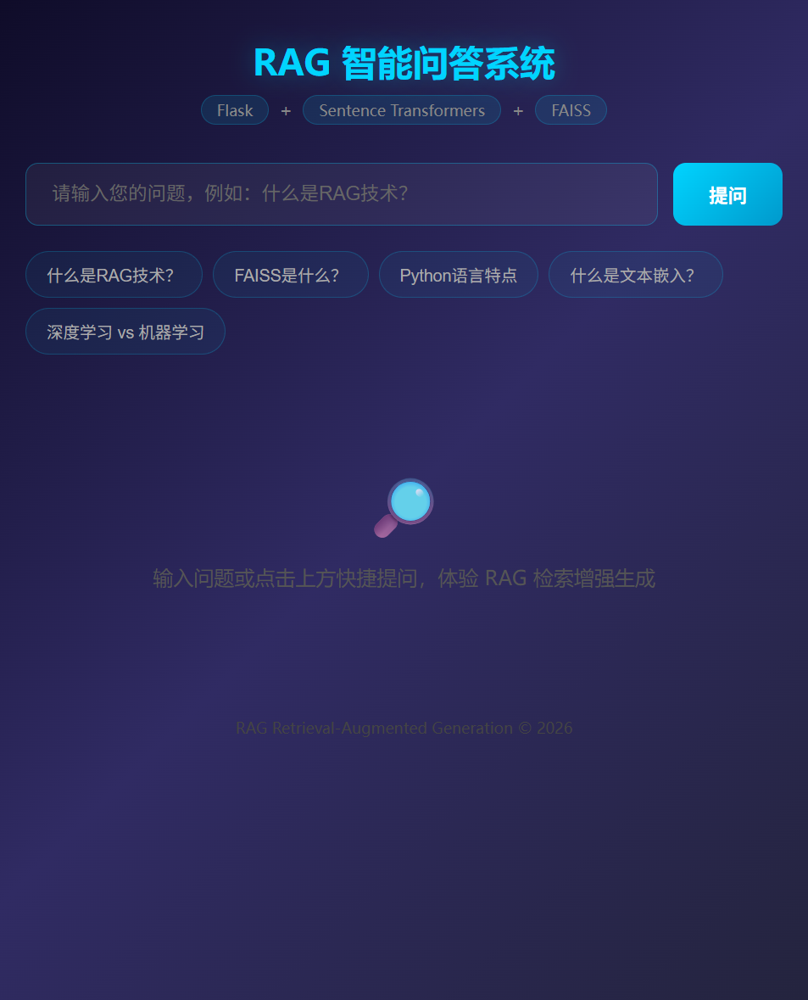 RAG 智能问答系统
Flask + Sentence Transformers + FAISS
请输入您的问题，例如：什么是RAG技术？
提问
什么是RAG技术？ FAISS是什么？ Python语言特点 什么是文本嵌入？
深度学习 vs 机器学习
输入问题或点击上方快捷提问，体验 RAG 检索增强生成
RAG Retrieval-Augmented Generation © 2026